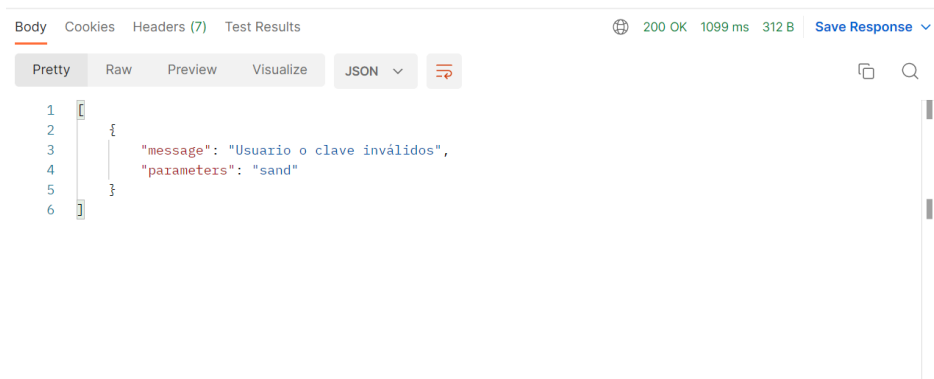 Body Cookies Headers (7) Test Results 200 OK 1099 ms 312 B Save Response
Pretty Raw Preview Visualize JSON
1 [
2 {
3 "message": "Usuario o clave inválidos",
4 "parameters": "sand"
5 }
6 ]